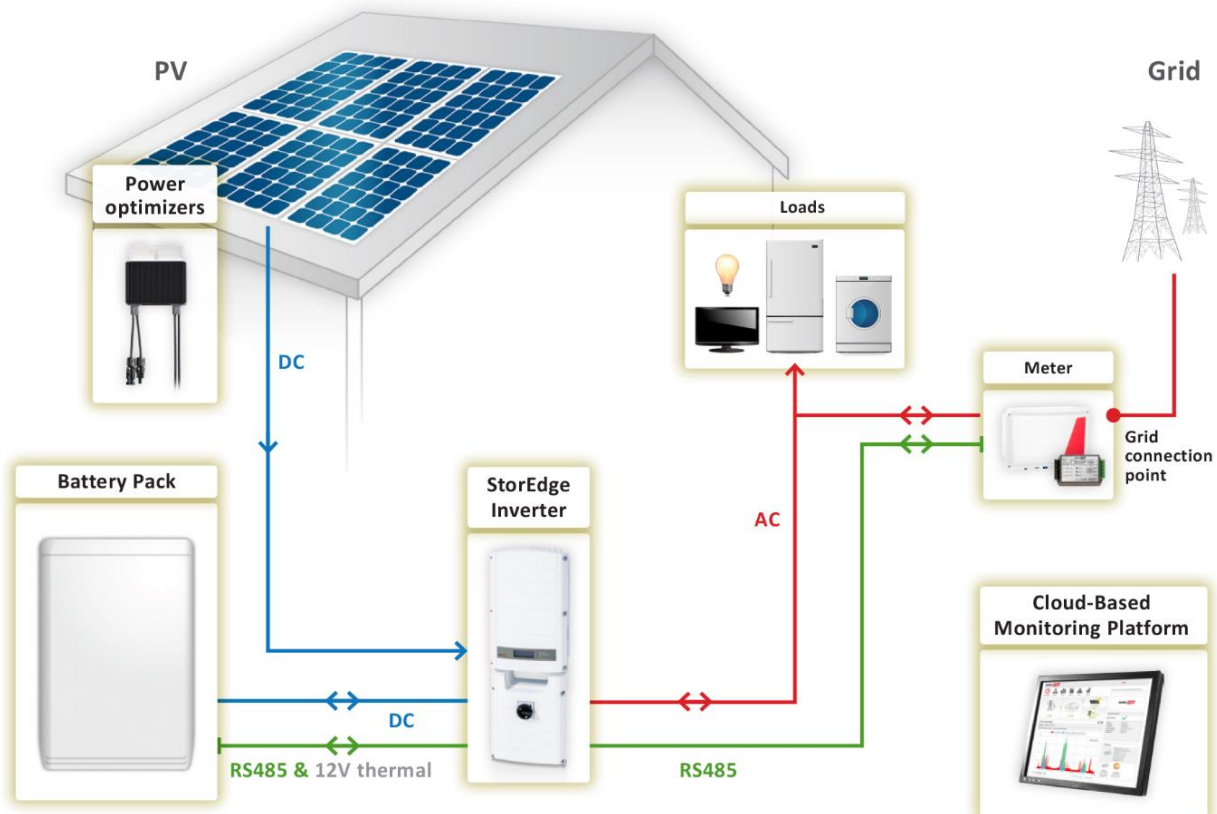 PV
Grid
Power
optimizers
Loads
DC
Meter
Grid
connection
point
Battery Pack
StorEdge
Inverter
AC
Cloud-Based
Monitoring Platform
DC
RS485 & 12V thermal
RS485